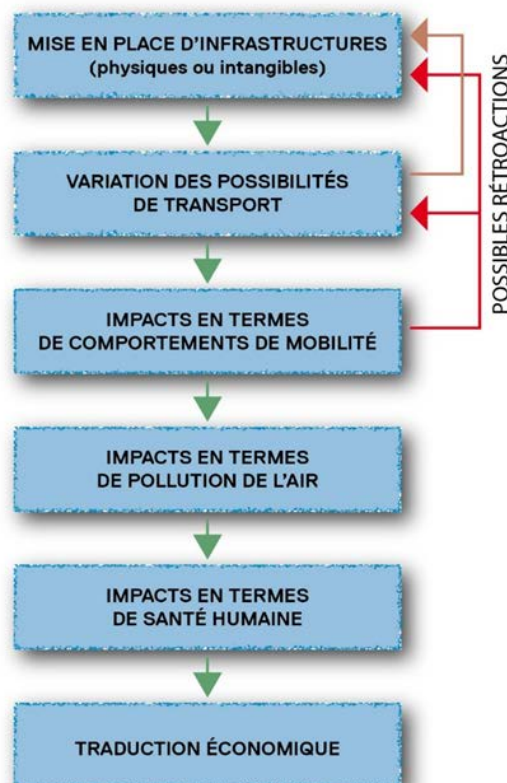 MISE EN PLACE D'INFRASTRUCTURES
(physiques ou intangibles)
VARIATION DES POSSIBILITÉS
DE TRANSPORT
IMPACTS EN TERMES
DE COMPORTEMENTS DE MOBILITÉ
IMPACTS EN TERMES
DE POLLUTION DE L'AIR
IMPACTS EN TERMES
DE SANTÉ HUMAINE
TRADUCTION ÉCONOMIQUE
POSSIBLES RÉTROACTIONS